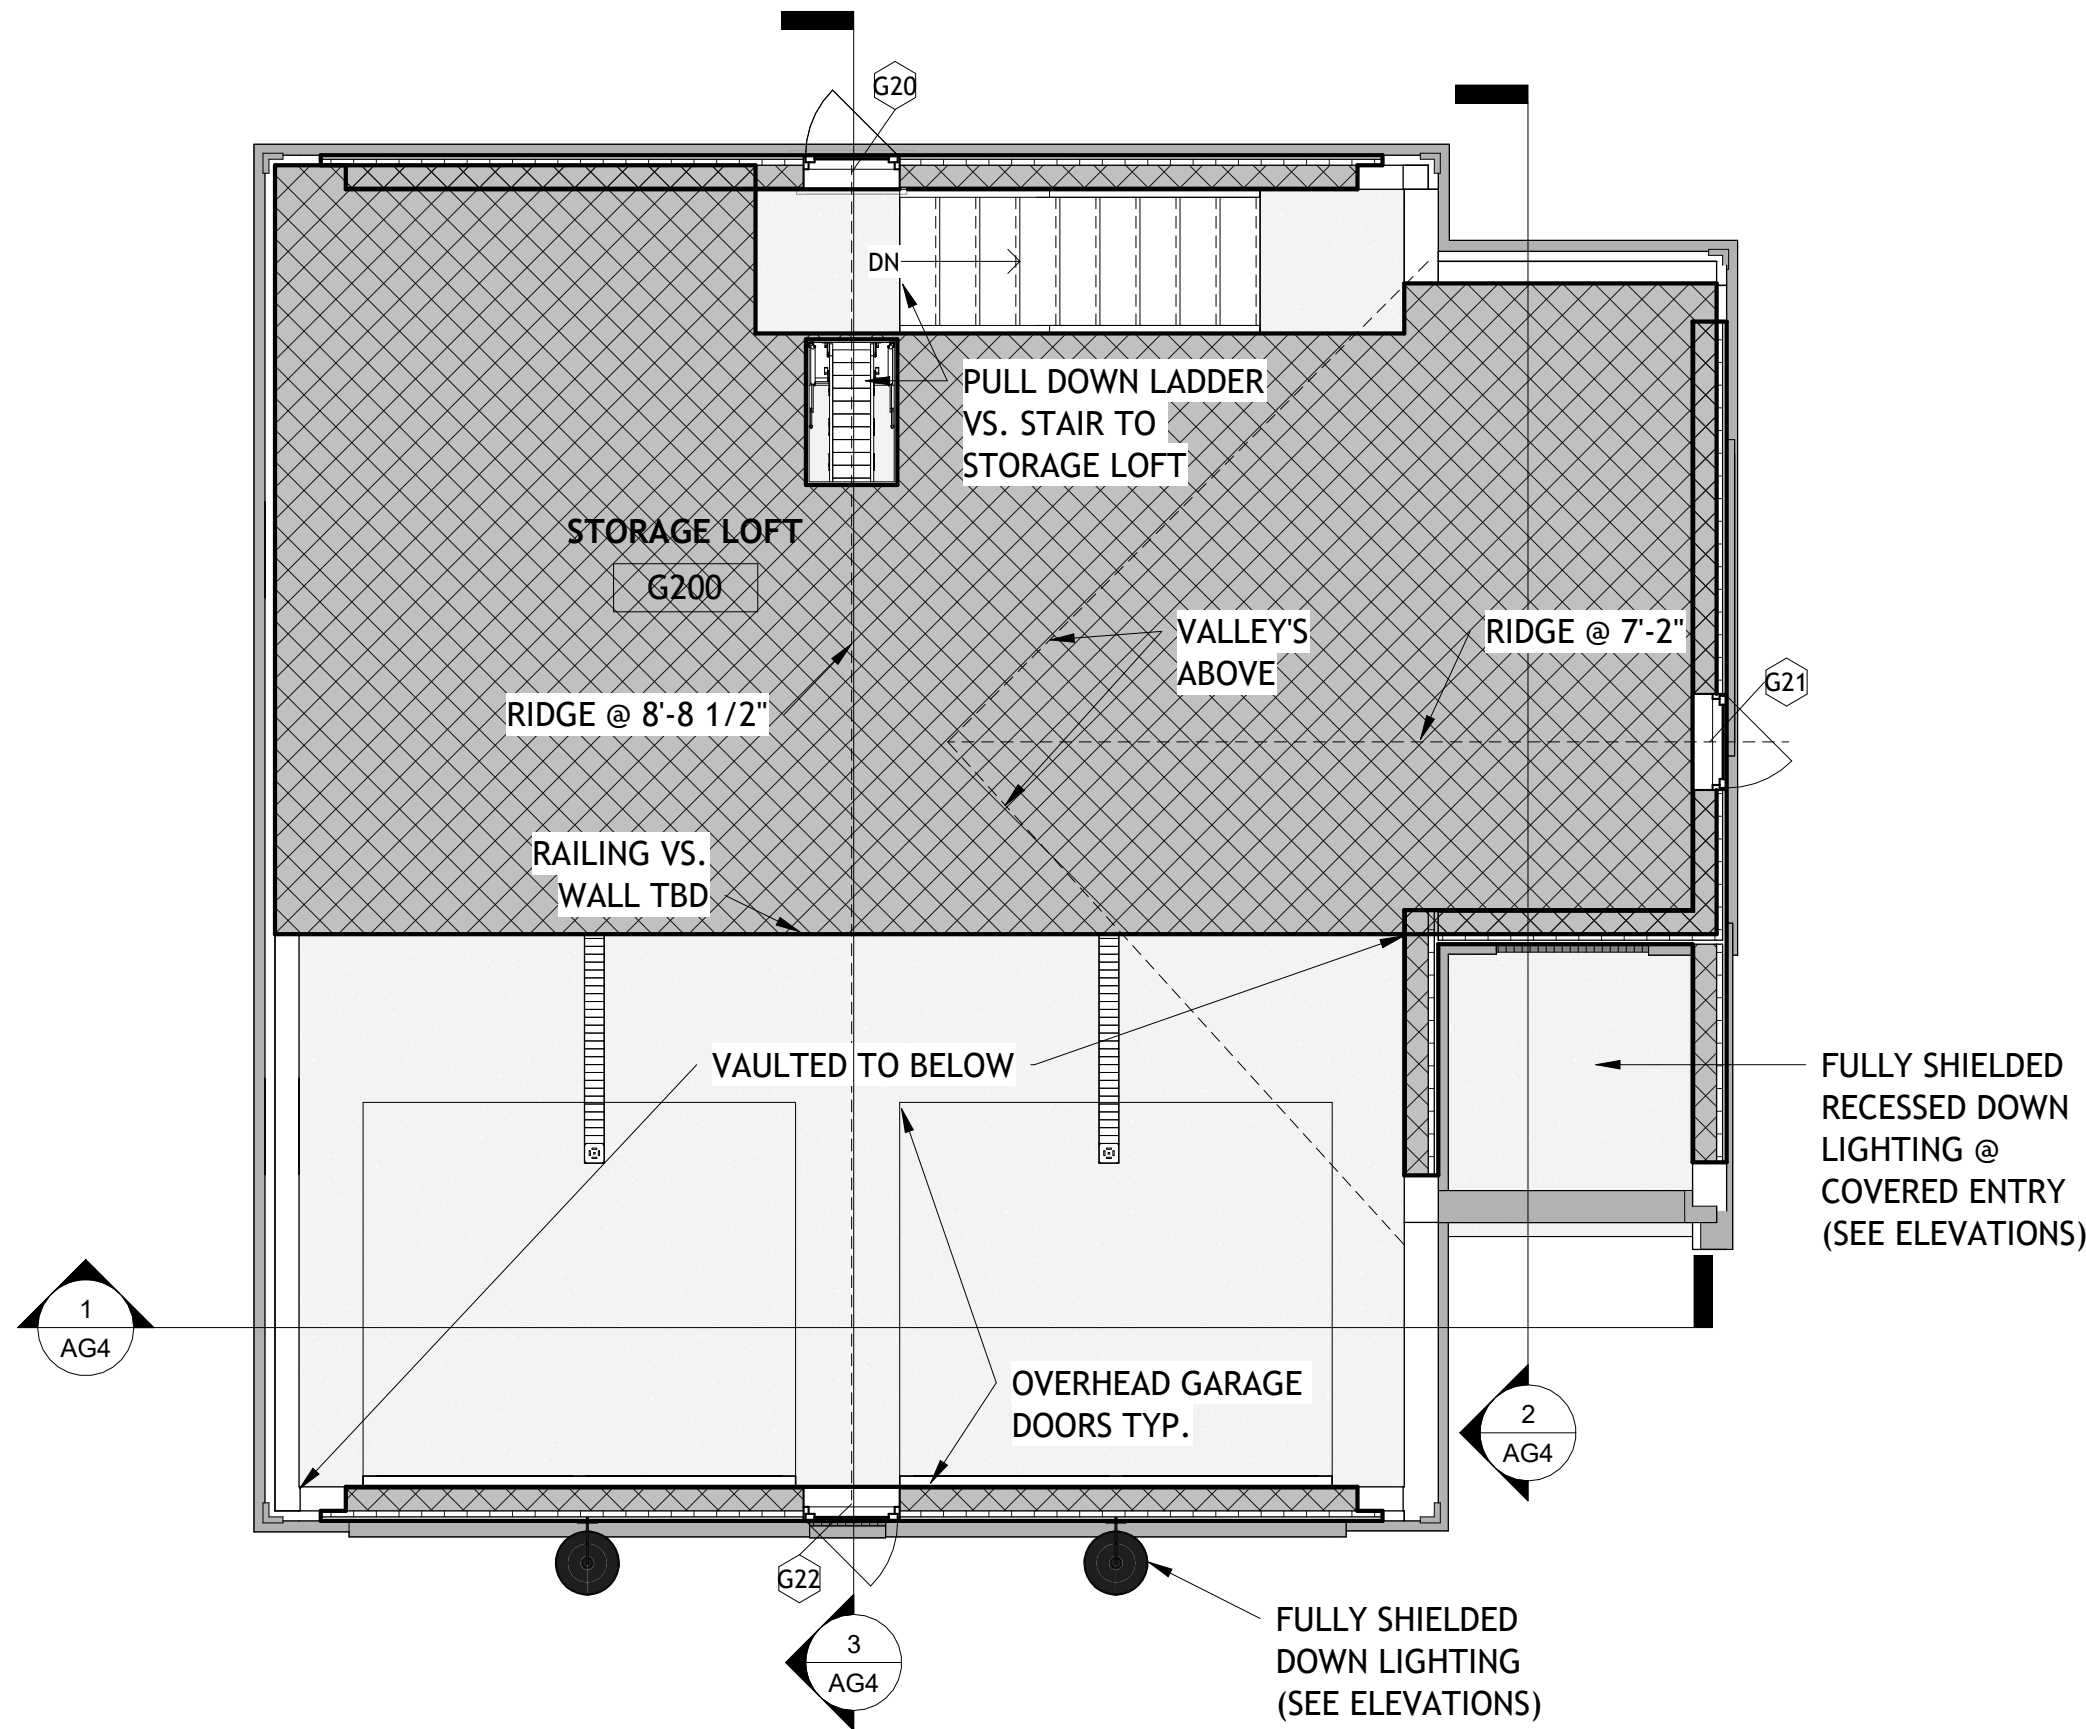 G20
DN
PULL DOWN LADDER
VS. STAIR TO
STORAGE LOFT
STORAGE LOFT
G200
VALLEY'S
ABOVE
RIDGE @ 7'-2"
G21
RIDGE @ 8'-8 1/2"
RAILING VS.
WALL TBD
VAULTED TO BELOW
FULLY SHIELDED
RECESSED DOWN
LIGHTING @
COVERED ENTRY
(SEE ELEVATIONS)
1
AG4
OVERHEAD GARAGE
DOORS TYP.
2
AG4
G22
3
AG4
FULLY SHIELDED
DOWN LIGHTING
(SEE ELEVATIONS)